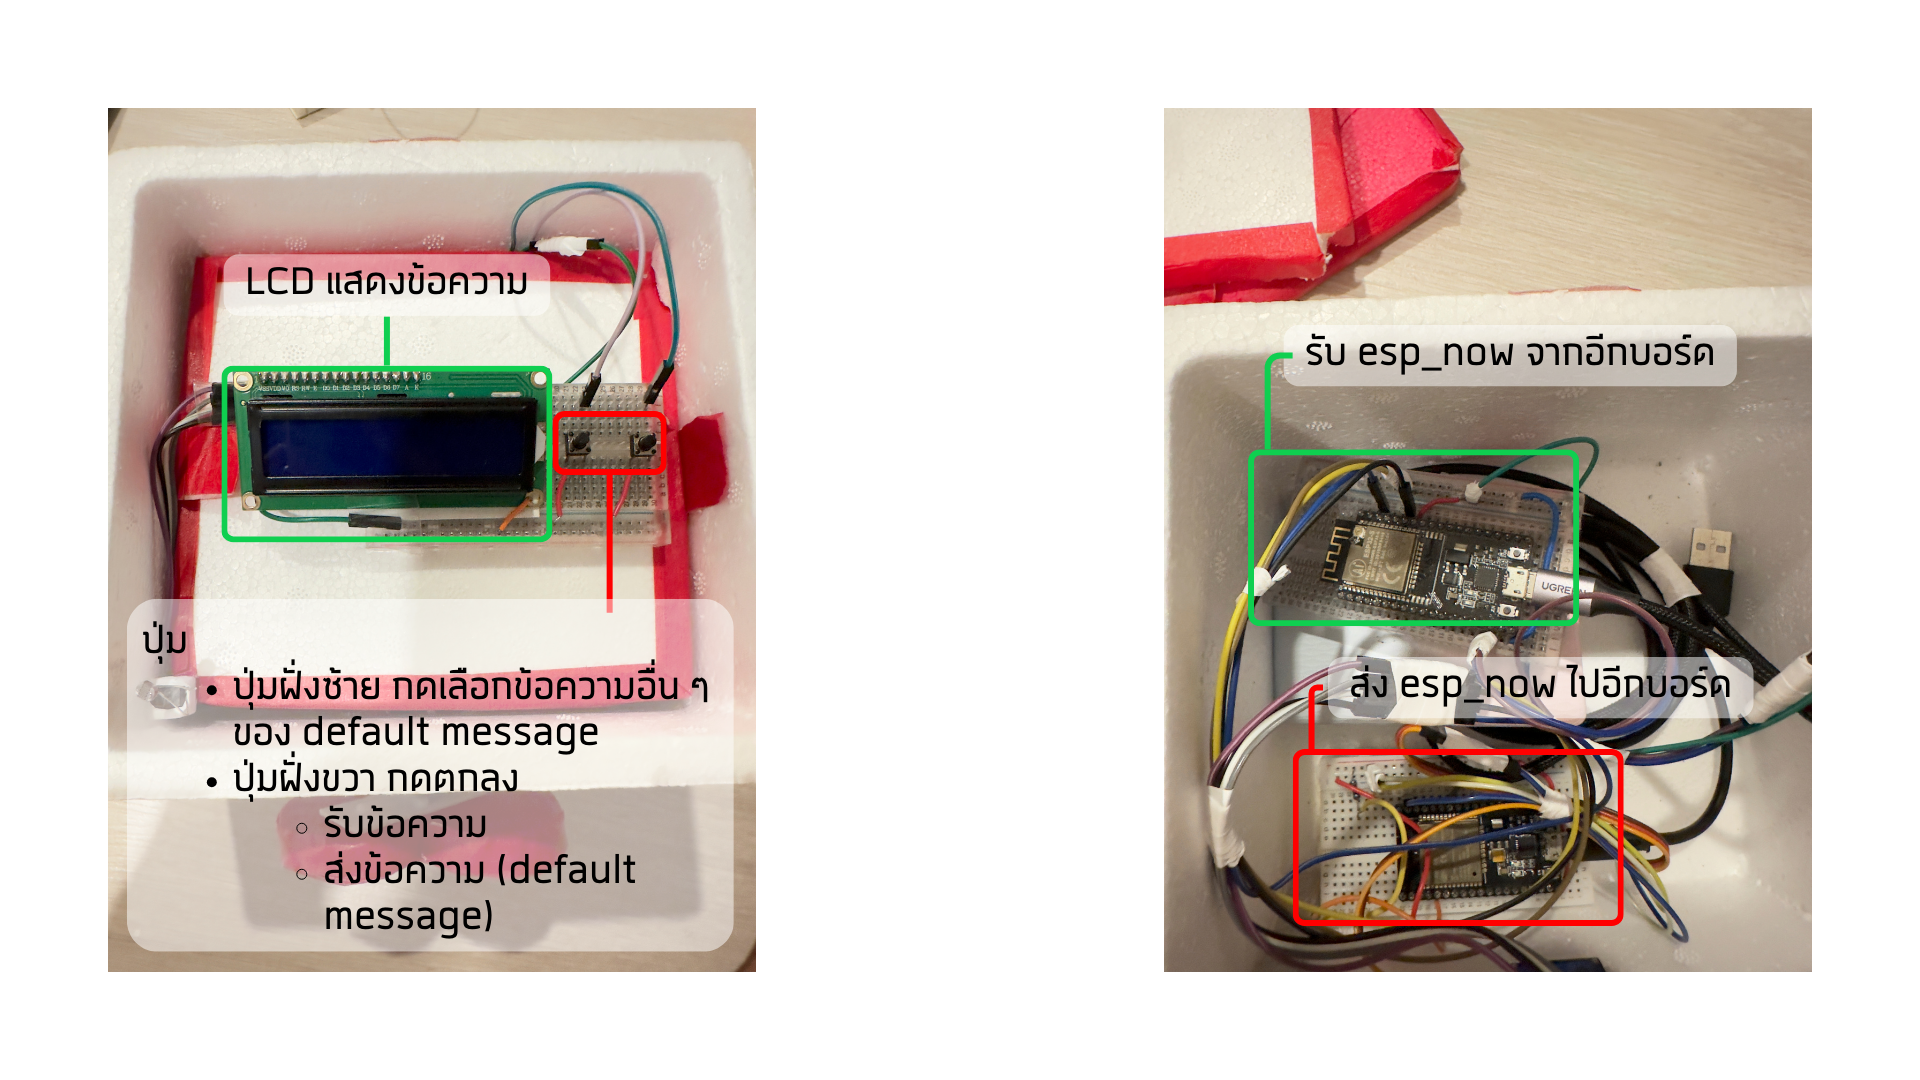 LCD แสดงข้อความ
16
ปุ่ม
• ปุ่มฝั่งซ้าย กดเลือกข้อความอื่น ๆ
ของ default message
• ปุ่มฝั่งขวา กดตกลง
○ รับข้อความ
○ ส่งข้อความ (default
message)
รับ esp_now จากอีกบอร์ด
UGREEN
ส่ง esp_now ไปอีกบอร์ด